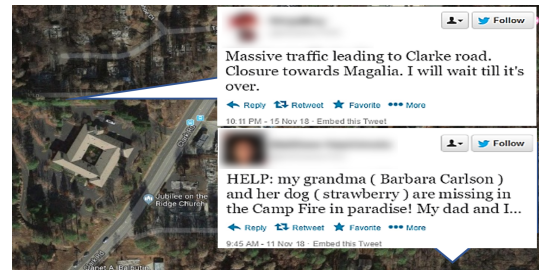 Follow
Massive traffic leading to Clarke road.
Closure towards Magalia. I will wait till it's
over.
Reply Retweet Favorite ••• More
10:11 PM - 15 Nov 18 · Embed this Tweet
Follow
HELP: my grandma ( Barbara Carlson )
and her dog ( strawberry ) are missing in
the Camp Fire in paradise! My dad and I...
Reply Retweet Favorite ••• More
9:45 AM - 11 Nov 18 · Embed this Tweet
Clark Rd
Jubilee on the
Ridge Church